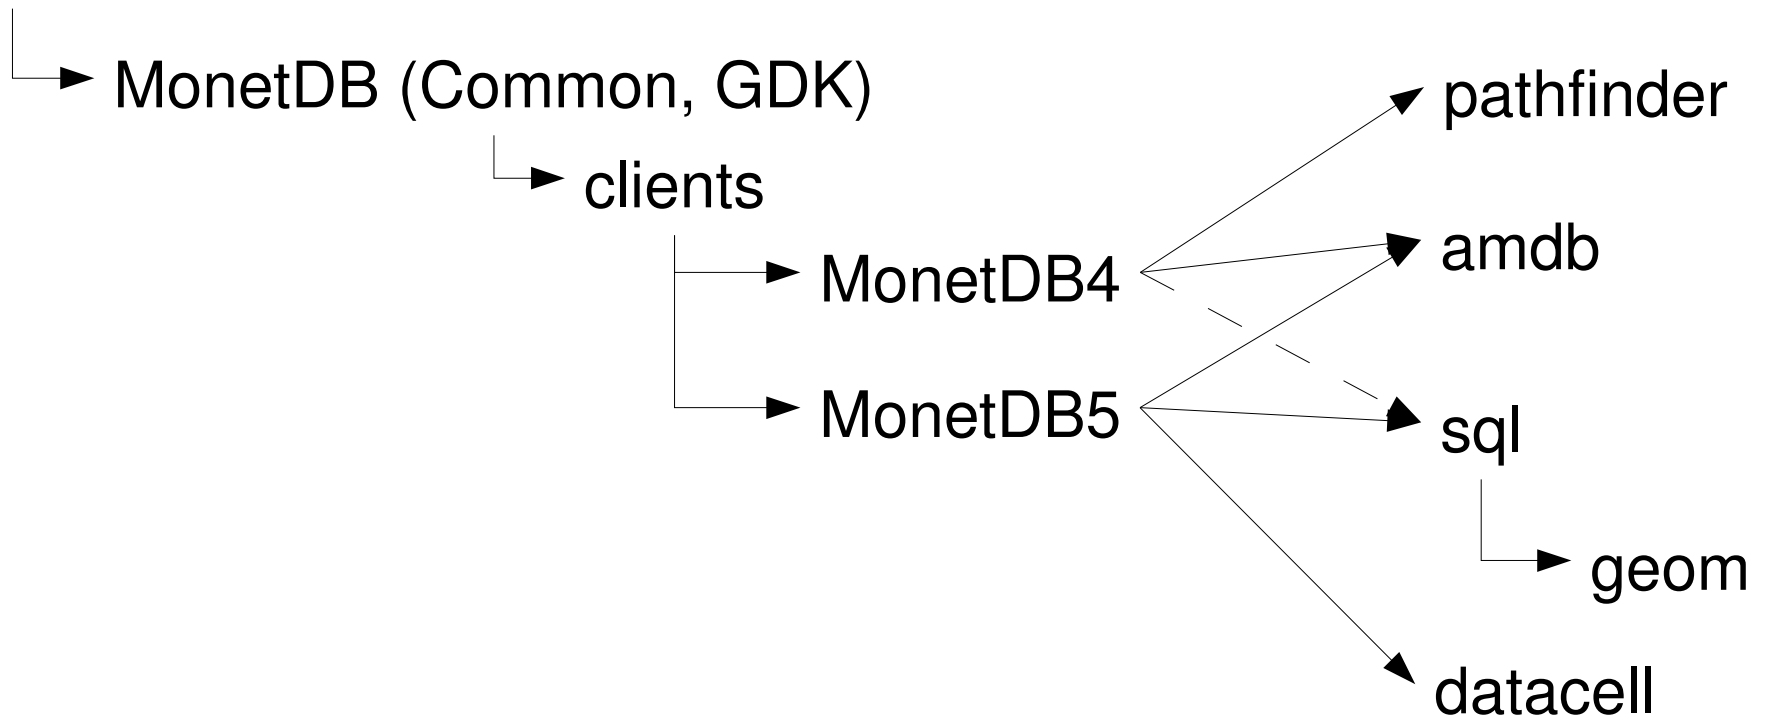 MonetDB (Common, GDK)
clients
MonetDB4
MonetDB5
pathfinder
amdb
sql
geom
datacell